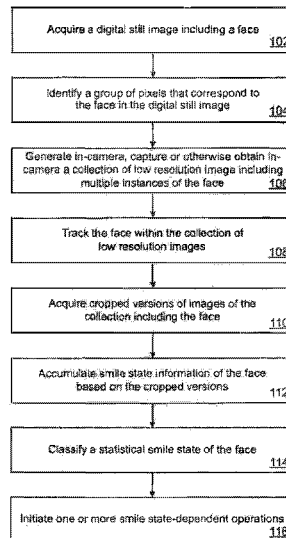 Acquire a digital still image including a face
102
Identify a group of pixels that correspond to
the face in the digital still image
104
Generate in-camera, capture or otherwise obtain in-
camera a collection of low resolution image including
multiple instances of the face
106
Track the face within the collection of
low resolution images
108
Acquire cropped versions of images of the
collection including the face
110
Accumulate smile state information of the face
based on the cropped versions
112
Classify a statistical smile state of the face
114
Initiate one or more smile state-dependent operations
116